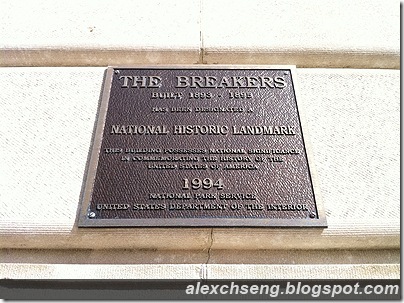 THE BREAKERS
BUILT 1893 - 1895
HAS BEEN DESIGNATED A
NATIONAL HISTORIC LANDMARK
THIS BUILDING POSSESSES NATIONAL SIGNIFICANCE
IN COMMEMORATING THE HISTORY OF THE
UNITED STATES OF AMERICA
1994
NATIONAL PARK SERVICE
UNITED STATES DEPARTMENT OF THE INTERIOR
alexchseng.blogspot.com